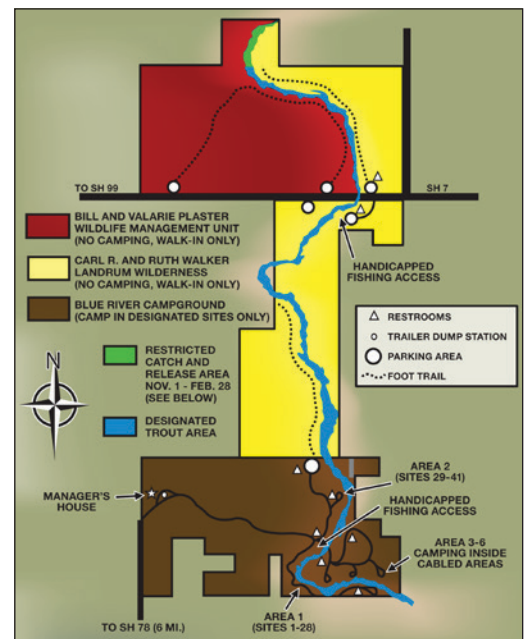 TO SH 99
SH 7
BILL AND VALARIE PLASTER
WILDLIFE MANAGEMENT UNIT
(NO CAMPING, WALK-IN ONLY)
CARL R. AND RUTH WALKER
LANDRUM WILDERNESS
(NO CAMPING, WALK-IN ONLY)
BLUE RIVER CAMPGROUND
(CAMP IN DESIGNATED SITES ONLY)
HANDICAPPED
FISHING ACCESS
RESTROOMS
TRAILER DUMP STATION
PARKING AREA
FOOT TRAIL
N
RESTRICTED
CATCH AND
RELEASE AREA
NOV. 1 - FEB. 28
(SEE BELOW)
DESIGNATED
TROUT AREA
MANAGER'S
HOUSE
AREA 2
(SITES 29-41)
HANDICAPPED
FISHING ACCESS
AREA 3-6
CAMPING INSIDE
CABLED AREAS
AREA 1
(SITES 1-28)
TO SH 78 (6 MI.)